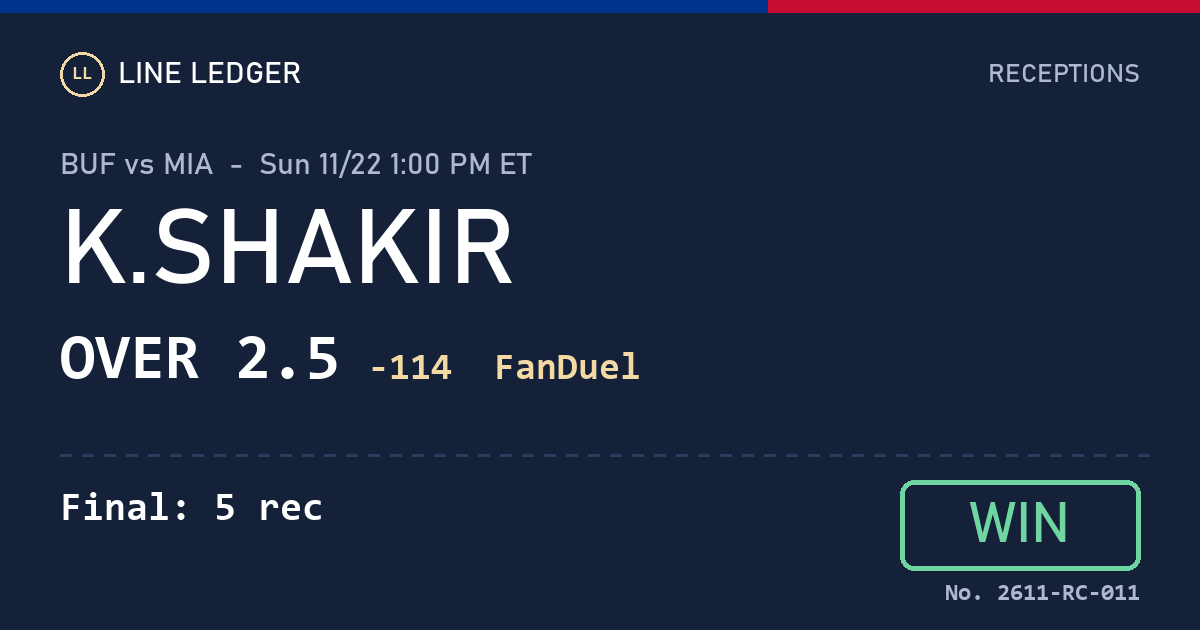 LL LINE LEDGER
RECEPTIONS
BUF vs MIA - Sun 11/22 1:00 PM ET
K.SHAKIR
OVER 2.5 -114 FanDuel
Final: 5 rec
WIN
No. 2611-RC-011